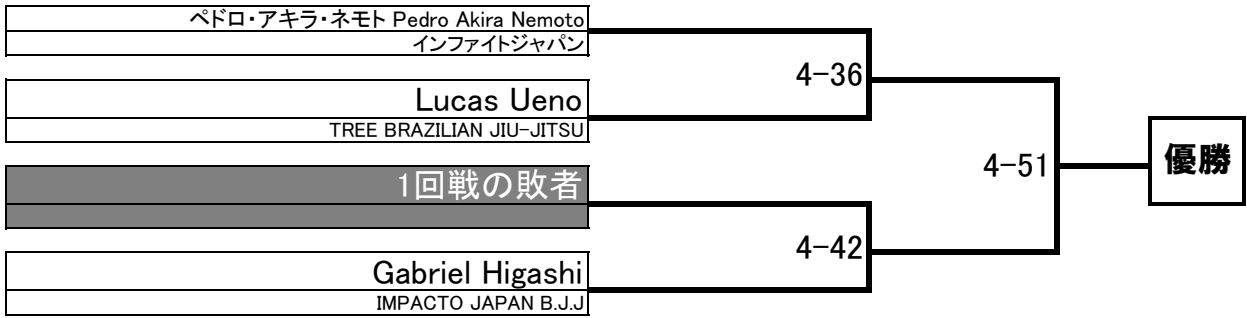 ペドロ・アキラ・ネモト Pedro Akira Nemoto
インファイトジャパン
4-36
Lucas Ueno
TREE BRAZILIAN JIU-JITSU
4-51
優勝
1回戦の敗者
4-42
Gabriel Higashi
IMPACTO JAPAN B.J.J